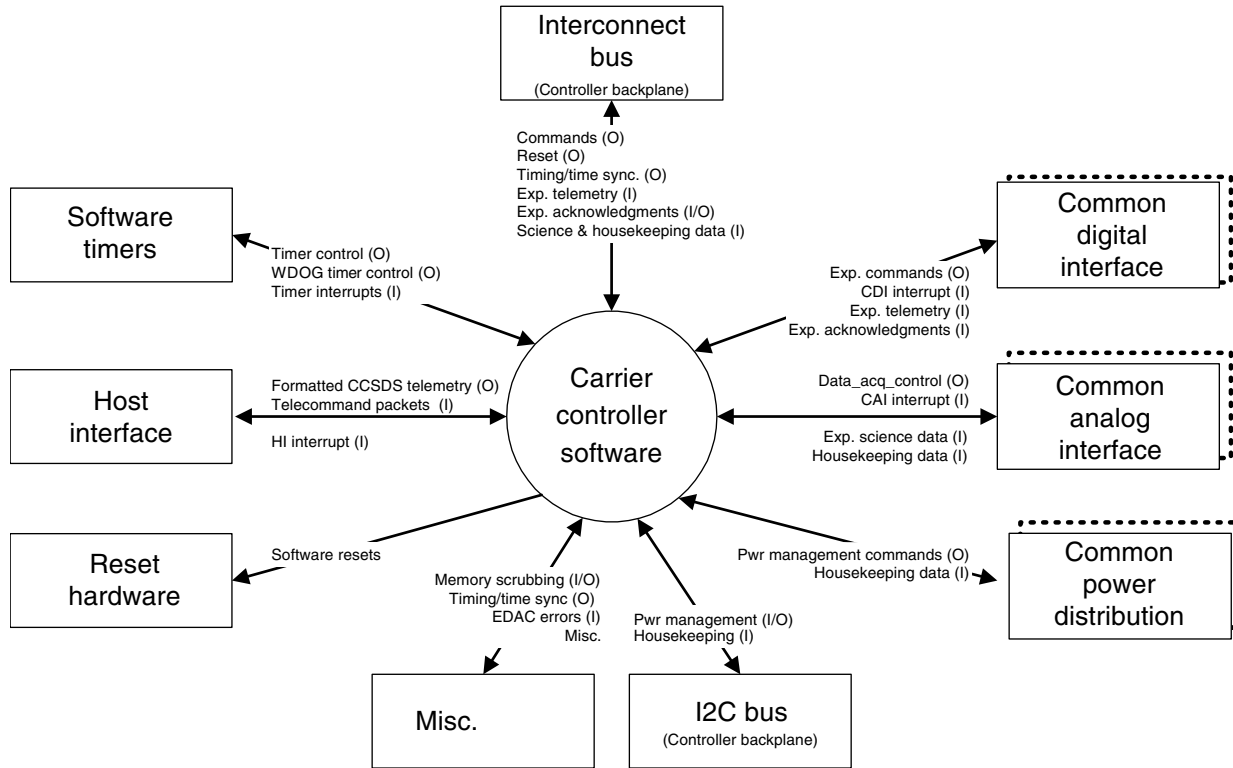 Interconnect
bus
(Controller backplane)
Commands (O)
Reset (O)
Timing/time sync. (O)
Exp. telemetry (I)
Exp. acknowledgments (I/O)
Science & housekeeping data (I)
Software
timers
Timer control (O)
WDOG timer control (O)
Timer interrupts (I)
Common
digital
interface
Exp. commands (O)
CDI interrupt (I)
Exp. telemetry (I)
Exp. acknowledgments (I)
Host
interface
Formatted CCSDS telemetry (O)
Telecommand packets (I)
HI interrupt (I)
Carrier
controller
software
Data_acq_control (O)
CAI interrupt (I)
Exp. science data (I)
Housekeeping data (I)
Common
analog
interface
Reset
hardware
Software resets
Memory scrubbing (I/O)
Timing/time sync (O)
EDAC errors (I)
Misc.
Pwr management (I/O)
Housekeeping (I)
Pwr management commands (O)
Housekeeping data (I)
Common
power
distribution
Misc.
I2C bus
(Controller backplane)